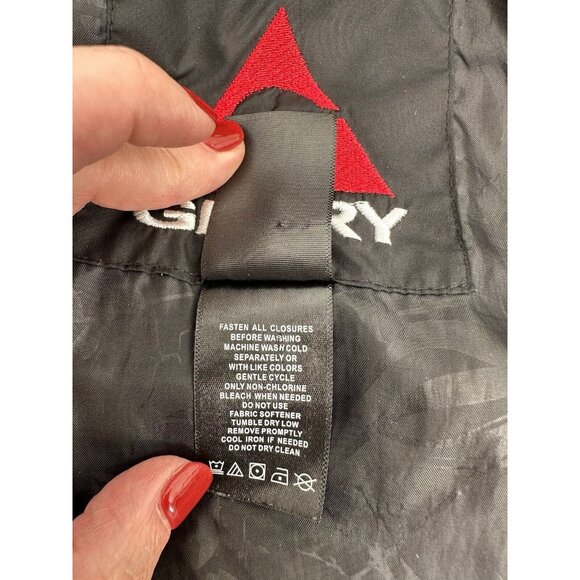 FASTEN ALL CLOSURES
BEFORE WASHING
MACHINE WASH COLD
SEPARATELY OR
WITH LIKE COLORS
GENTLE CYCLE
ONLY NON-CHLORINE
BLEACH WHEN NEEDED
DO NOT USE
FABRIC SOFTENER
TUMBLE DRY LOW
REMOVE PROMPTLY
COOL IRON IF NEEDED
DO NOT DRY CLEAN